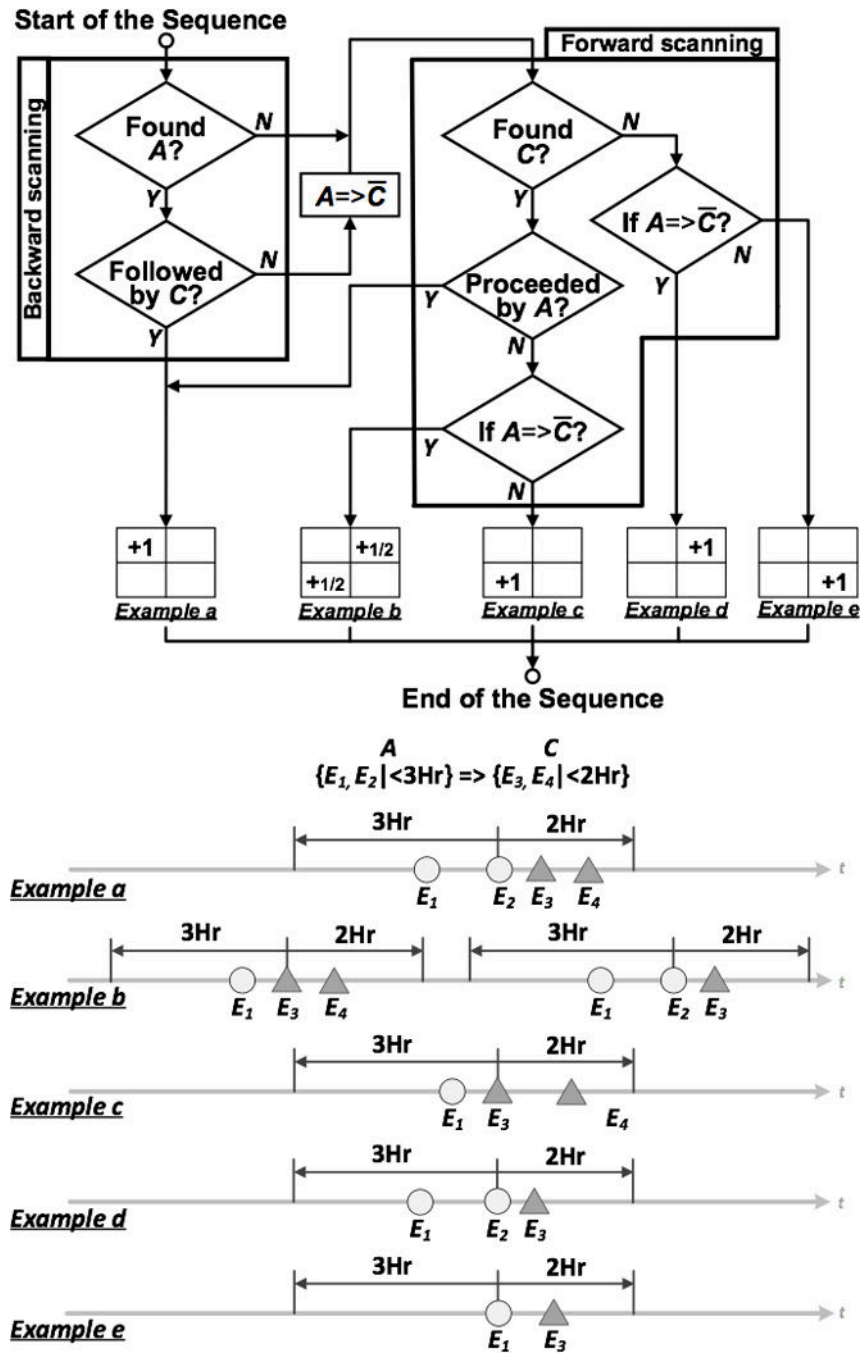 Start of the Sequence
Forward scanning
Backward scanning
Found A?
N
Y
A=>C̅
Followed by C?
N
Y
Found C?
N
Y
If A=>C̅?
N
Y
Proceeded by A?
Y
N
If A=>C̅?
Y
N
+1
Example a
+1/2
+1/2
Example b
+1
Example c
+1
Example d
+1
Example e
End of the Sequence
A C
{E1, E2|<3Hr} => {E3, E4|<2Hr}
3Hr 2Hr
t
Example a
E1 E2 E3 E4
3Hr 2Hr 3Hr 2Hr
t
Example b
E1 E3 E4 E1 E2 E3
3Hr 2Hr
t
Example c
E1 E3 E4
3Hr 2Hr
t
Example d
E1 E2 E3
3Hr 2Hr
t
Example e
E1 E3